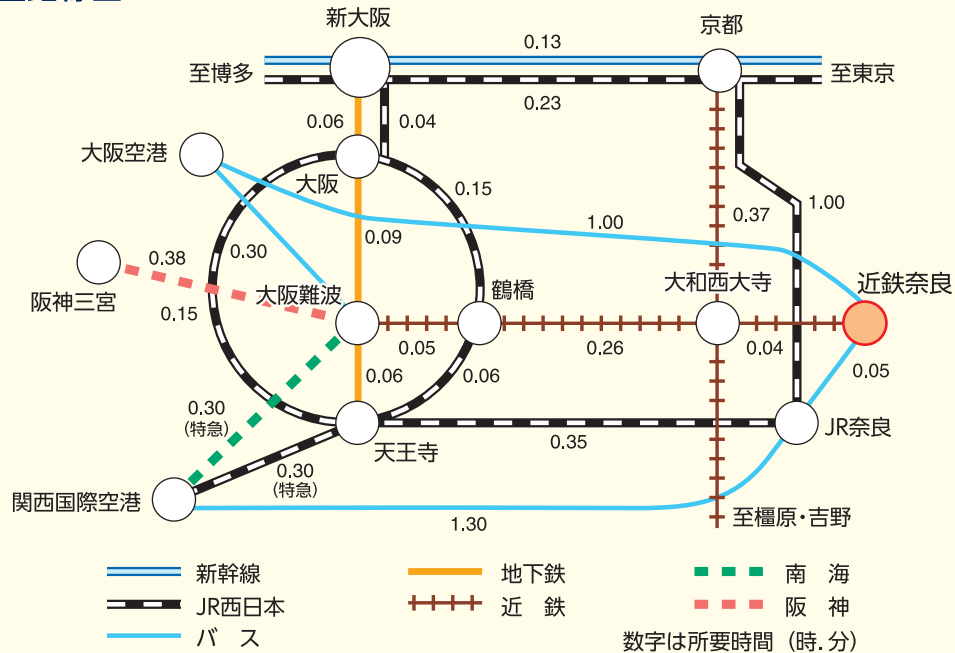 新大阪
京都
0.13
至博多
至東京
0.23
0.06
0.04
大阪空港
大阪
0.15
1.00
0.37
1.00
0.30
0.09
0.38
大阪難波
鶴橋
大和西大寺
近鉄奈良
阪神三宮
0.15
0.05
0.26
0.04
0.05
0.06
0.06
0.30
(特急)
天王寺
0.35
JR奈良
0.30
(特急)
関西国際空港
1.30
至橿原・吉野
新幹線
地下鉄
南 海
JR西日本
近 鉄
阪 神
バ ス
数字は所要時間（時．分）